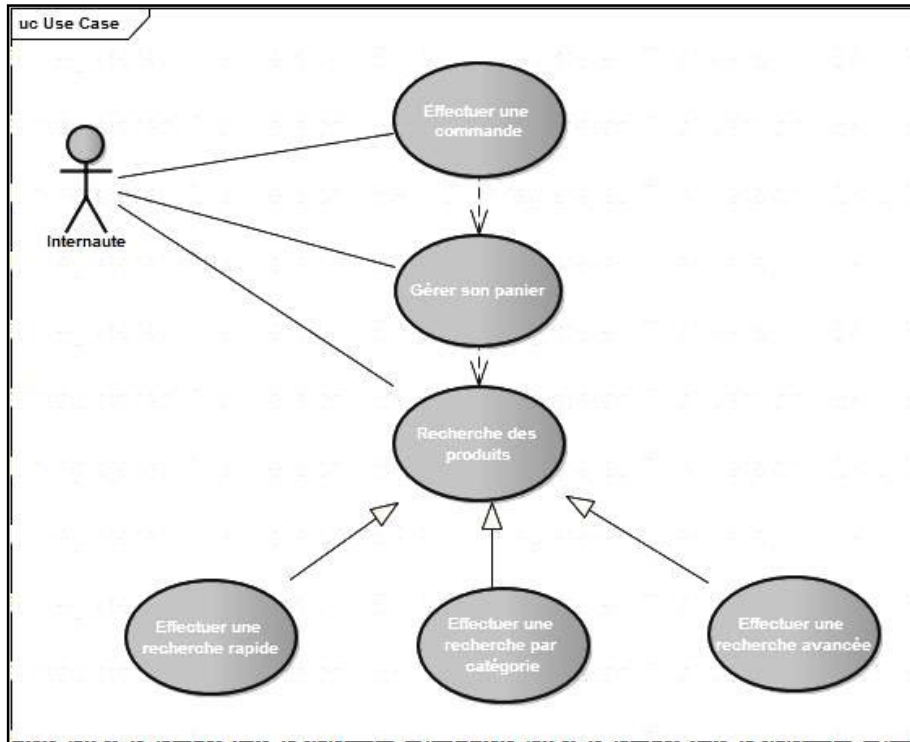 uc Use Case
Effectuer une
commande
Internaute
Gérer son panier
Recherche des
produits
Effectuer une
recherche rapide
Effectuer une
recherche par
catégorie
Effectuer une
recherche avancée